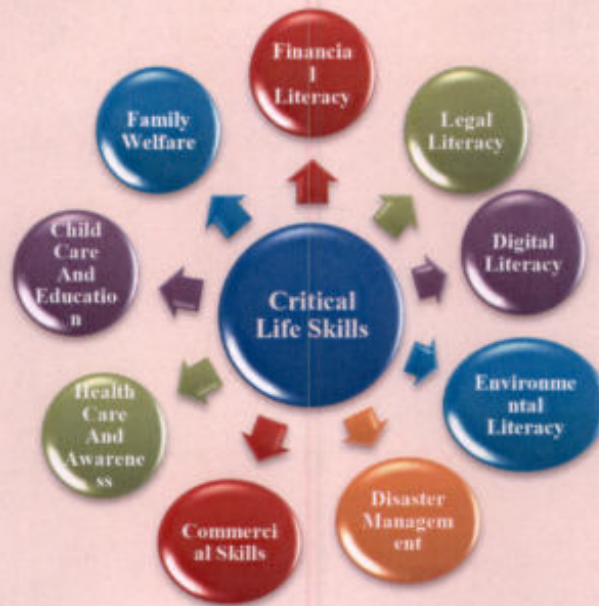 Financia
l
Literacy
Legal
Literacy
Digital
Literacy
Environme
ntal
Literacy
Disaster
Managem
ent
Commerci
al Skills
Health
Care
And
Awarene
ss
Child
Care
And
Educatio
n
Family
Welfare
Critical
Life Skills